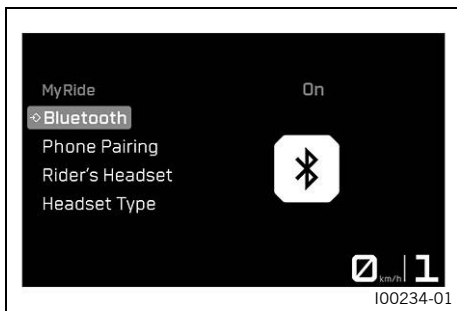 MyRide On
Bluetooth
Phone Pairing
Rider's Headset
Headset Type
0 km/h 1
I00234-01